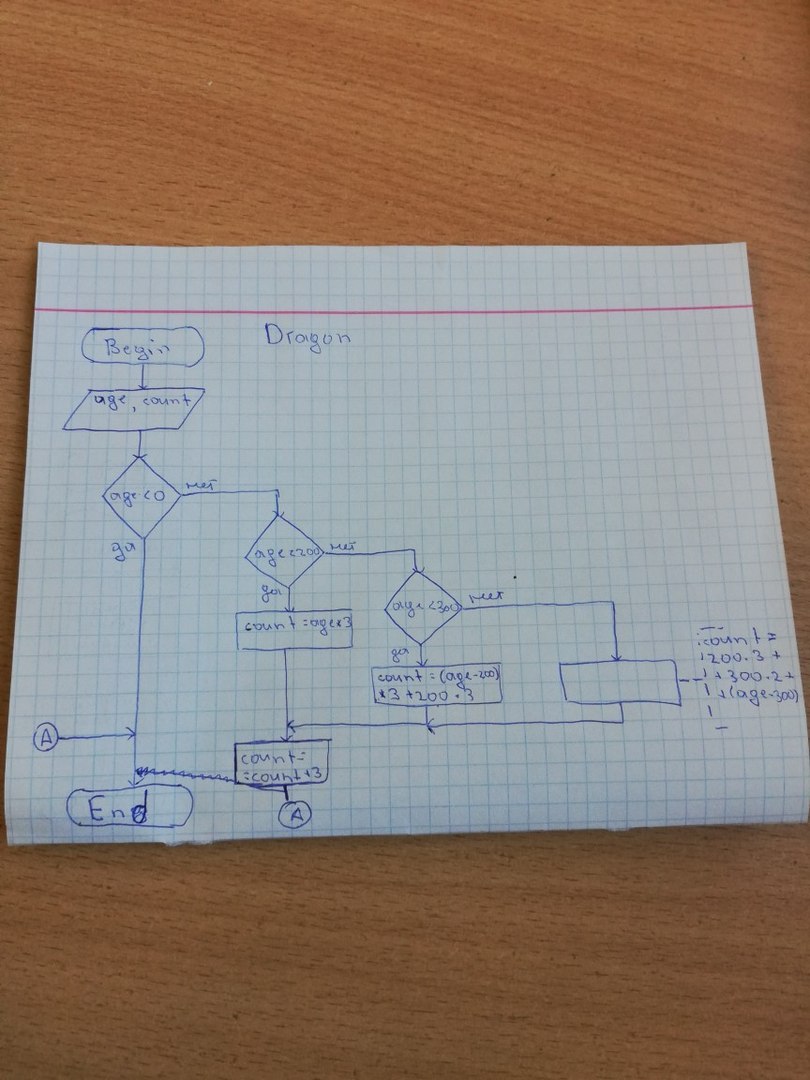 Dragon
Begin
age, count
age<0
нет
да
age<200
нет
да
count =age*3
age<300
нет
да
count = (age-200)
*3+200·3
count =
200·3+
+300·2+
+(age-300)
A
count=
=count+3
End
A